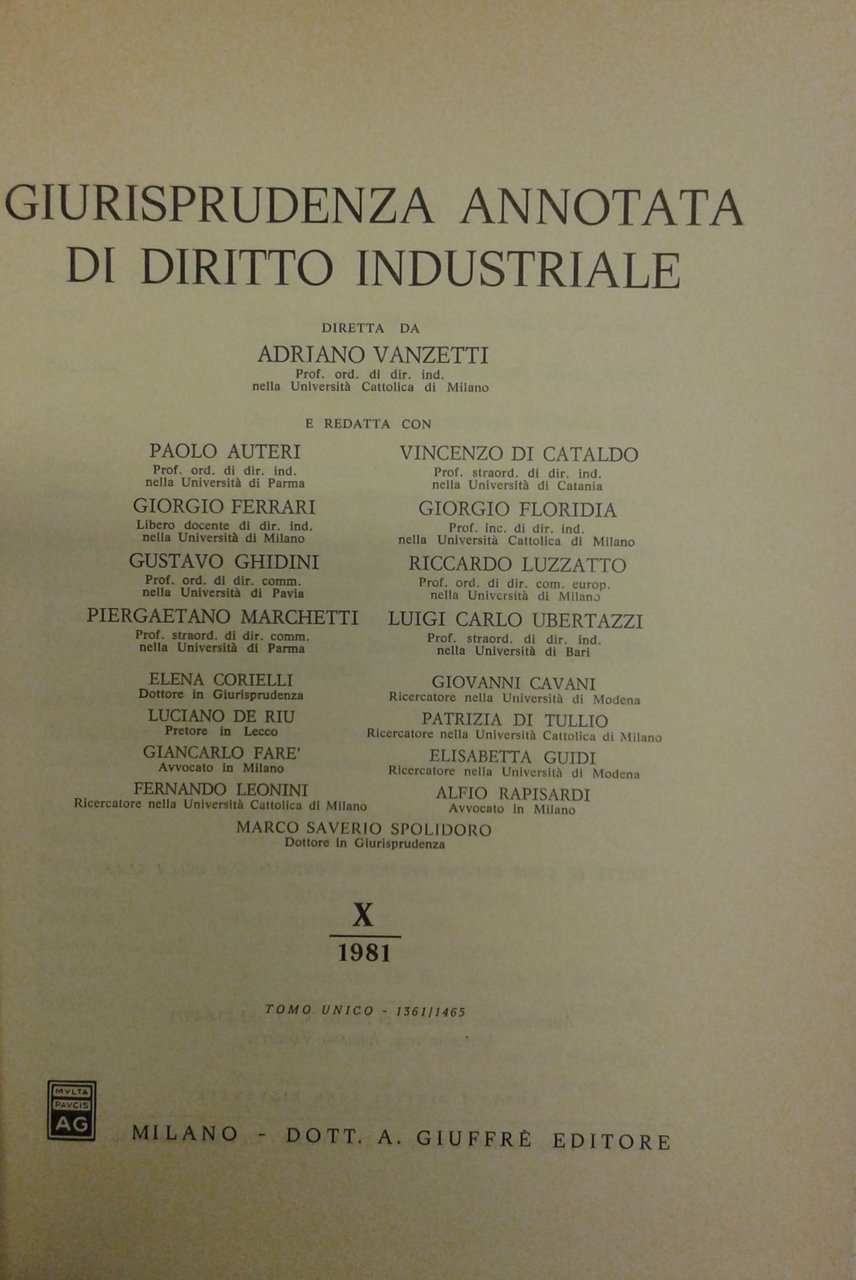 GIURISPRUDENZA ANNOTATA
DI DIRITTO INDUSTRIALE
DIRETTA DA
ADRIANO VANZETTI
Prof. ord. di dir. ind.
nella Università Cattolica di Milano
E REDATTA CON
PAOLO AUTERI
Prof. ord. di dir. ind.
nella Università di Parma
VINCENZO DI CATALDO
Prof. straord. di dir. ind.
nella Università di Catania
GIORGIO FERRARI
Libero docente di dir. ind.
nella Università di Milano
GIORGIO FLORIDIA
Prof. inc. di dir. ind.
nella Università Cattolica di Milano
GUSTAVO GHIDINI
Prof. ord. di dir. comm.
nella Università di Pavia
RICCARDO LUZZATTO
Prof. ord. di dir. com. europ.
nella Università di Milano
PIERGAETANO MARCHETTI
Prof. straord. di dir. comm.
nella Università di Parma
LUIGI CARLO UBERTAZZI
Prof. straord. di dir. ind.
nella Università di Bari
ELENA CORIELLI
Dottore in Giurisprudenza
GIOVANNI CAVANI
Ricercatore nella Università di Modena
LUCIANO DE RIU
Pretore in Lecco
PATRIZIA DI TULLIO
Ricercatore nella Università Cattolica di Milano
GIANCARLO FARE'
Avvocato in Milano
ELISABETTA GUIDI
Ricercatore nella Università di Modena
FERNANDO LEONINI
Ricercatore nella Università Cattolica di Milano
ALFIO RAPISARDI
Avvocato in Milano
MARCO SAVERIO SPOLIDORO
Dottore in Giurisprudenza
X
1981
TOMO UNICO - 1361/1465
MVLTA
PAVCIS
AG
MILANO - DOTT. A. GIUFFRÈ EDITORE